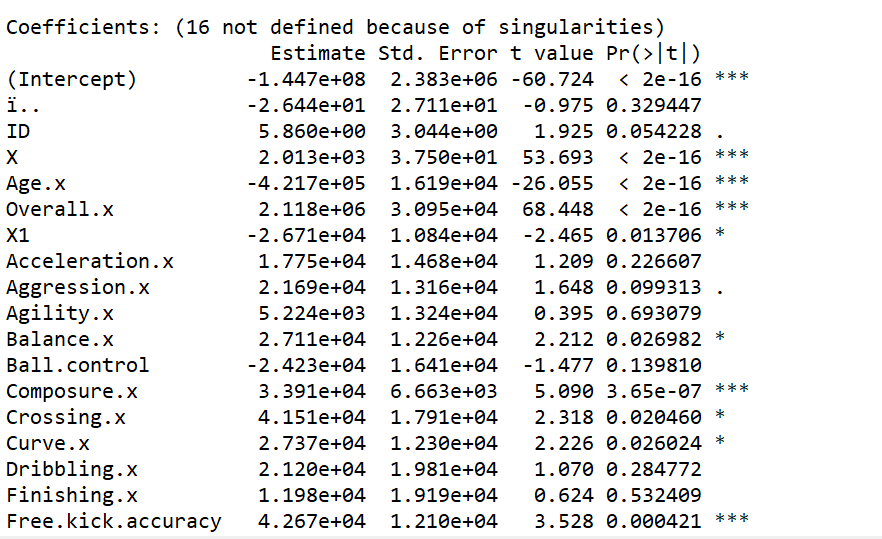 Coefficients: (16 not defined because of singularities)
Estimate Std. Error t value Pr(>|t|)
(Intercept) -1.447e+08 2.383e+06 -60.724 < 2e-16 ***
ï.. -2.644e+01 2.711e+01 -0.975 0.329447
ID 5.860e+00 3.044e+00 1.925 0.054228 .
X 2.013e+03 3.750e+01 53.693 < 2e-16 ***
Age.x -4.217e+05 1.619e+04 -26.055 < 2e-16 ***
Overall.x 2.118e+06 3.095e+04 68.448 < 2e-16 ***
X1 -2.671e+04 1.084e+04 -2.465 0.013706 *
Acceleration.x 1.775e+04 1.468e+04 1.209 0.226607
Aggression.x 2.169e+04 1.316e+04 1.648 0.099313 .
Agility.x 5.224e+03 1.324e+04 0.395 0.693079
Balance.x 2.711e+04 1.226e+04 2.212 0.026982 *
Ball.control -2.423e+04 1.641e+04 -1.477 0.139810
Composure.x 3.391e+04 6.663e+03 5.090 3.65e-07 ***
Crossing.x 4.151e+04 1.791e+04 2.318 0.020460 *
Curve.x 2.737e+04 1.230e+04 2.226 0.026024 *
Dribbling.x 2.120e+04 1.981e+04 1.070 0.284772
Finishing.x 1.198e+04 1.919e+04 0.624 0.532409
Free.kick.accuracy 4.267e+04 1.210e+04 3.528 0.000421 ***